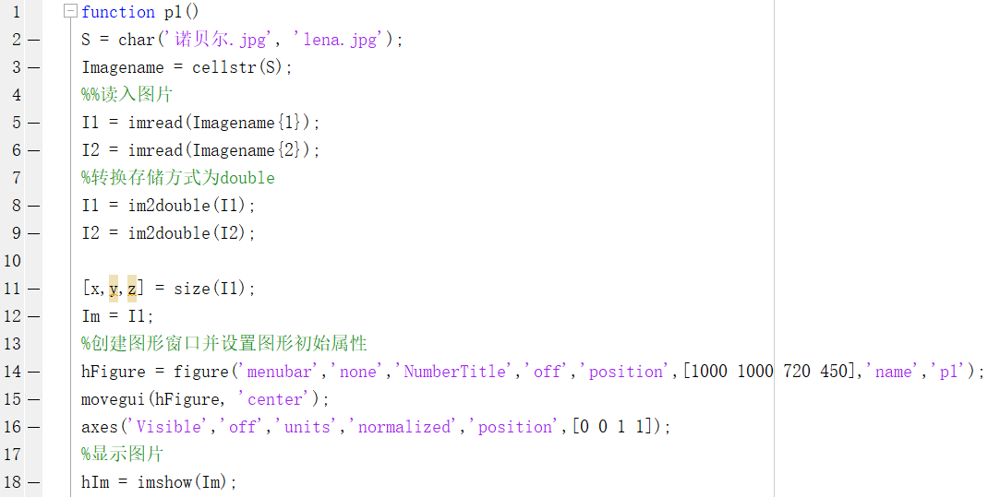 1 function p1()
2 — S = char('诺贝尔.jpg', 'lena.jpg');
3 — Imagename = cellstr(S);
4 %%读入图片
5 — I1 = imread(Imagename{1});
6 — I2 = imread(Imagename{2});
7 %转换存储方式为double
8 — I1 = im2double(I1);
9 — I2 = im2double(I2);
10
11 — [x,y,z] = size(I1);
12 — Im = I1;
13 %创建图形窗口并设置图形初始属性
14 — hFigure = figure('menubar','none','NumberTitle','off','position',[1000 1000 720 450],'name','p1');
15 — movegui(hFigure, 'center');
16 — axes('Visible','off','units','normalized','position',[0 0 1 1]);
17 %显示图片
18 — hIm = imshow(Im);